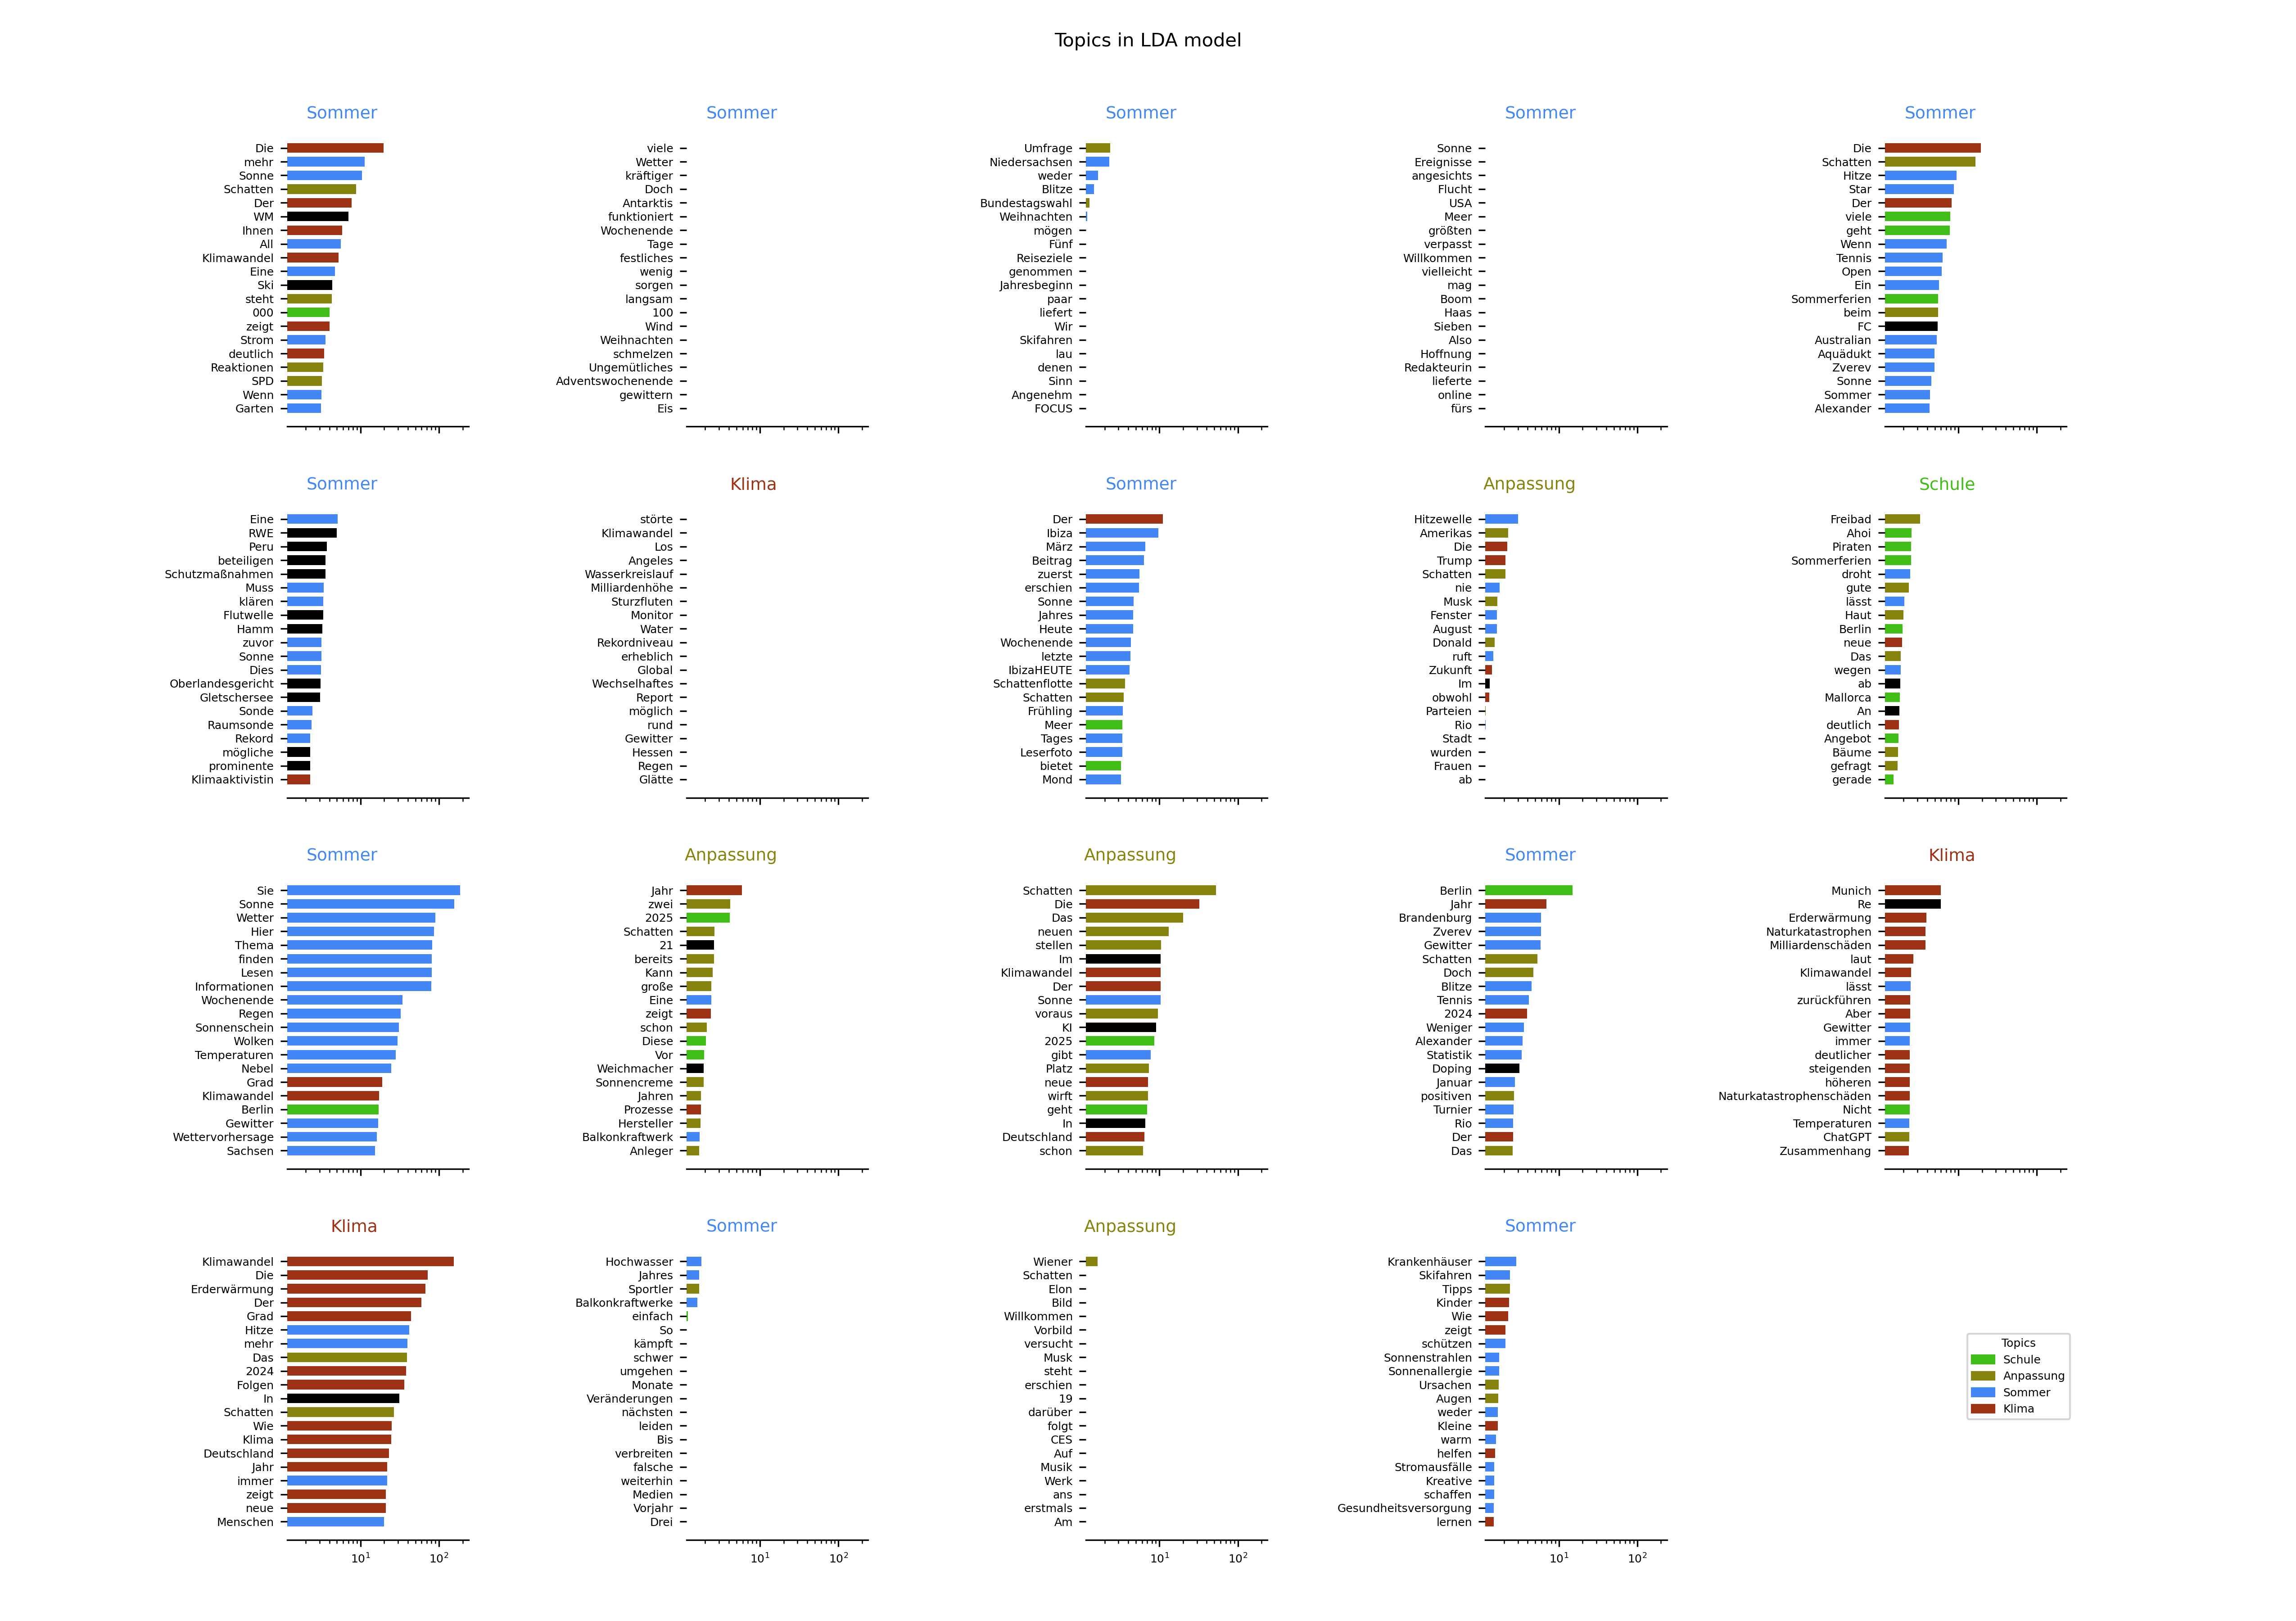 Topics in LDA model
Sommer
Die
mehr
Sonne
Schatten
Der
WM
Ihnen
All
Klimawandel
Eine
Ski
steht
000
zeigt
Strom
deutlich
Reaktionen
SPD
Wenn
Garten
Sommer
viele
Wetter
kräftiger
Doch
Antarktis
funktioniert
Wochenende
Tage
festliches
wenig
sorgen
langsam
100
Wind
Weihnachten
schmelzen
Ungemütliches
Adventswochenende
gewittern
Eis
Sommer
Umfrage
Niedersachsen
weder
Blitze
Bundestagswahl
Weihnachten
mögen
Fünf
Reiseziele
genommen
Jahresbeginn
paar
liefert
Wir
Skifahren
lau
denen
Sinn
Angenehm
FOCUS
Sommer
Sonne
Ereignisse
angesichts
Flucht
USA
Meer
größten
verpasst
Willkommen
vielleicht
mag
Boom
Haas
Sieben
Also
Hoffnung
Redakteurin
lieferte
online
fürs
Sommer
Die
Schatten
Hitze
Star
Der
viele
geht
Wenn
Tennis
Open
Ein
Sommerferien
beim
FC
Australian
Aquädukt
Zverev
Sonne
Sommer
Alexander
Sommer
Eine
RWE
Peru
beteiligen
Schutzmaßnahmen
Muss
klären
Flutwelle
Hamm
zuvor
Sonne
Dies
Oberlandesgericht
Gletschersee
Sonde
Raumsonde
Rekord
mögliche
prominente
Klimaaktivistin
Klima
störte
Klimawandel
Los
Angeles
Wasserkreislauf
Milliardenhöhe
Sturzfluten
Monitor
Water
Rekordniveau
erheblich
Global
Wechselhaftes
Report
möglich
rund
Gewitter
Hessen
Regen
Glätte
Sommer
Der
Ibiza
März
Beitrag
zuerst
erschien
Sonne
Jahres
Heute
Wochenende
letzte
IbizaHEUTE
Schattenflotte
Schatten
Frühling
Meer
Tages
Leserfoto
bietet
Mond
Anpassung
Hitzewelle
Amerikas
Die
Trump
Schatten
nie
Musk
Fenster
August
Donald
ruft
Zukunft
Im
obwohl
Parteien
Rio
Stadt
wurden
Frauen
ab
Schule
Freibad
Ahoi
Piraten
Sommerferien
droht
gute
lässt
Haut
Berlin
neue
Das
wegen
ab
Mallorca
An
deutlich
Angebot
Bäume
gefragt
gerade
Sommer
Sie
Sonne
Wetter
Hier
Thema
finden
Lesen
Informationen
Wochenende
Regen
Sonnenschein
Wolken
Temperaturen
Nebel
Grad
Klimawandel
Berlin
Gewitter
Wettervorhersage
Sachsen
Anpassung
Jahr
zwei
2025
Schatten
21
bereits
Kann
große
Eine
zeigt
schon
Diese
Vor
Weichmacher
Sonnencreme
Jahren
Prozesse
Hersteller
Balkonkraftwerk
Anleger
Anpassung
Schatten
Die
Das
neuen
stellen
Im
Klimawandel
Der
Sonne
voraus
KI
2025
gibt
Platz
neue
wirft
geht
In
Deutschland
schon
Sommer
Berlin
Jahr
Brandenburg
Zverev
Gewitter
Schatten
Doch
Blitze
Tennis
2024
Weniger
Alexander
Statistik
Doping
Januar
positiven
Turnier
Rio
Der
Das
Klima
Munich
Re
Erderwärmung
Naturkatastrophen
Milliardenschäden
laut
Klimawandel
lässt
zurückführen
Aber
Gewitter
immer
deutlicher
steigenden
höheren
Naturkatastrophenschäden
Nicht
Temperaturen
ChatGPT
Zusammenhang
Klima
Klimawandel
Die
Erderwärmung
Der
Grad
Hitze
mehr
Das
2024
Folgen
In
Schatten
Wie
Klima
Deutschland
Jahr
immer
zeigt
neue
Menschen
10¹ 10²
Sommer
Hochwasser
Jahres
Sportler
Balkonkraftwerke
einfach
So
kämpft
schwer
umgehen
Monate
Veränderungen
nächsten
leiden
Bis
verbreiten
falsche
weiterhin
Medien
Vorjahr
Drei
10¹ 10²
Anpassung
Wiener
Schatten
Elon
Bild
Willkommen
Vorbild
versucht
Musk
steht
erschien
19
darüber
folgt
CES
Auf
Musik
Werk
ans
erstmals
Am
10¹ 10²
Sommer
Krankenhäuser
Skifahren
Tipps
Kinder
Wie
zeigt
schützen
Sonnenstrahlen
Sonnenallergie
Ursachen
Augen
weder
Kleine
warm
helfen
Stromausfälle
Kreative
schaffen
Gesundheitsversorgung
lernen
10¹ 10²
Topics
Schule
Anpassung
Sommer
Klima